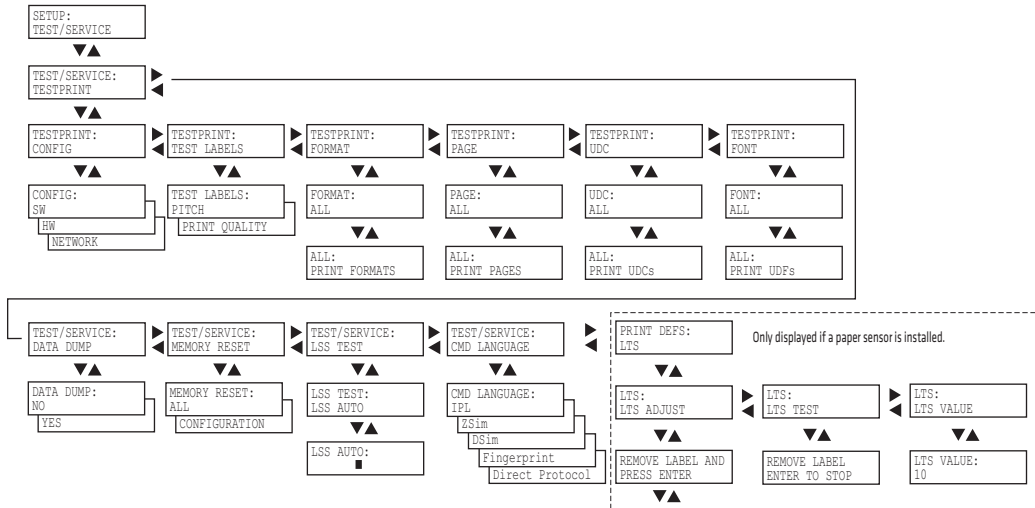 SETUP:
TEST/SERVICE
TEST/SERVICE:
TESTPRINT
TESTPRINT:
CONFIG
TESTPRINT:
TEST LABELS
TESTPRINT:
FORMAT
TESTPRINT:
PAGE
TESTPRINT:
UDC
TESTPRINT:
FONT
CONFIG:
SW
HW
NETWORK
TEST LABELS:
PITCH
PRINT QUALITY
FORMAT:
ALL
PAGE:
ALL
UDC:
ALL
FONT:
ALL
ALL:
PRINT FORMATS
ALL:
PRINT PAGES
ALL:
PRINT UDCs
ALL:
PRINT UDFs
TEST/SERVICE:
DATA DUMP
TEST/SERVICE:
MEMORY RESET
TEST/SERVICE:
LSS TEST
TEST/SERVICE:
CMD LANGUAGE
PRINT DEFS:
LTS
Only displayed if a paper sensor is installed.
DATA DUMP:
NO
YES
MEMORY RESET:
ALL
CONFIGURATION
LSS TEST:
LSS AUTO
CMD LANGUAGE:
IPL
ZSim
DSim
Fingerprint
Direct Protocol
LTS:
LTS ADJUST
LTS:
LTS TEST
LTS:
LTS VALUE
LSS AUTO:
REMOVE LABEL AND
PRESS ENTER
REMOVE LABEL
ENTER TO STOP
LTS VALUE:
10